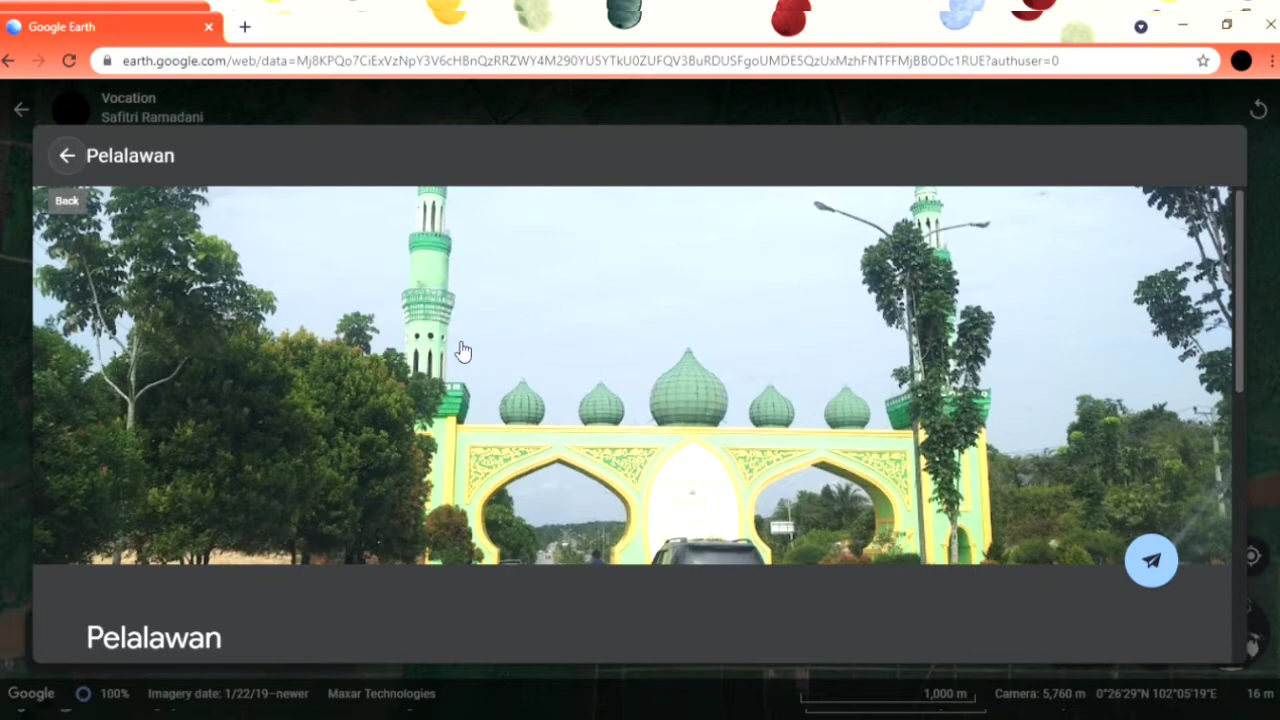 Google Earth
earth.google.com/web/data=Mj8KPQo7CiExVzNpY3V6cHBnQzRRZWY4M290YU5YTkU0ZUFQV3BuRDUSFgoUMDE5QzUxMzhFNTFFMjBBODc1RUE?authuser=0
Vocation
Safitri Ramadani
Pelalawan
Back
Pelalawan
Google 100% Imagery date: 1/22/19-newer Maxar Technologies 1,000 m Camera: 5,760 m 0°26'29"N 102°05'19"E 16 m